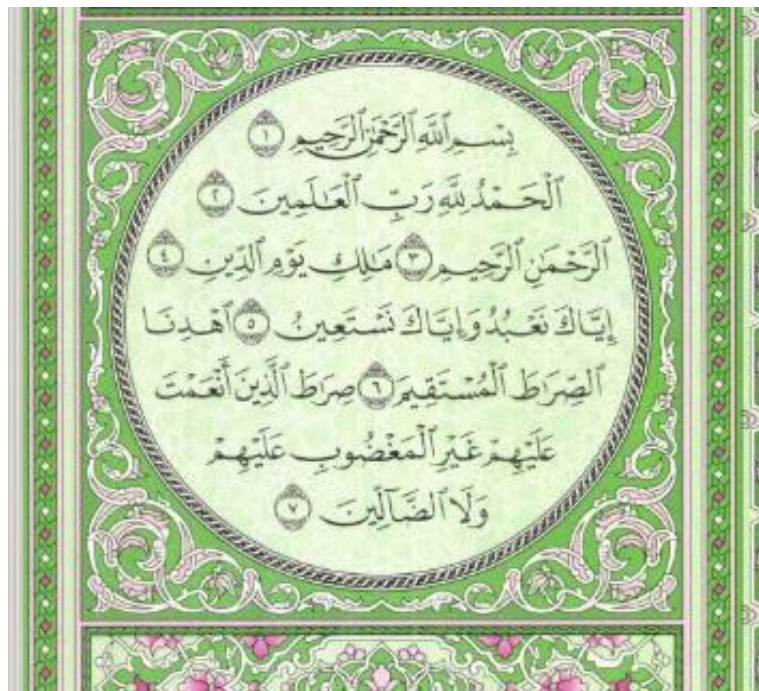 بِسْمِ ٱللَّهِ ٱلرَّحْمَٰنِ ٱلرَّحِيمِ ١
ٱلْحَمْدُ لِلَّهِ رَبِّ ٱلْعَٰلَمِينَ ٢
ٱلرَّحْمَٰنِ ٱلرَّحِيمِ ٣ مَٰلِكِ يَوْمِ ٱلدِّينِ ٤
إِيَّاكَ نَعْبُدُ وَإِيَّاكَ نَسْتَعِينُ ٥ ٱهْدِنَا
ٱلصِّرَٰطَ ٱلْمُسْتَقِيمَ ٦ صِرَٰطَ ٱلَّذِينَ أَنْعَمْتَ
عَلَيْهِمْ غَيْرِ ٱلْمَغْضُوبِ عَلَيْهِمْ
وَلَا ٱلضَّآلِّينَ ٧